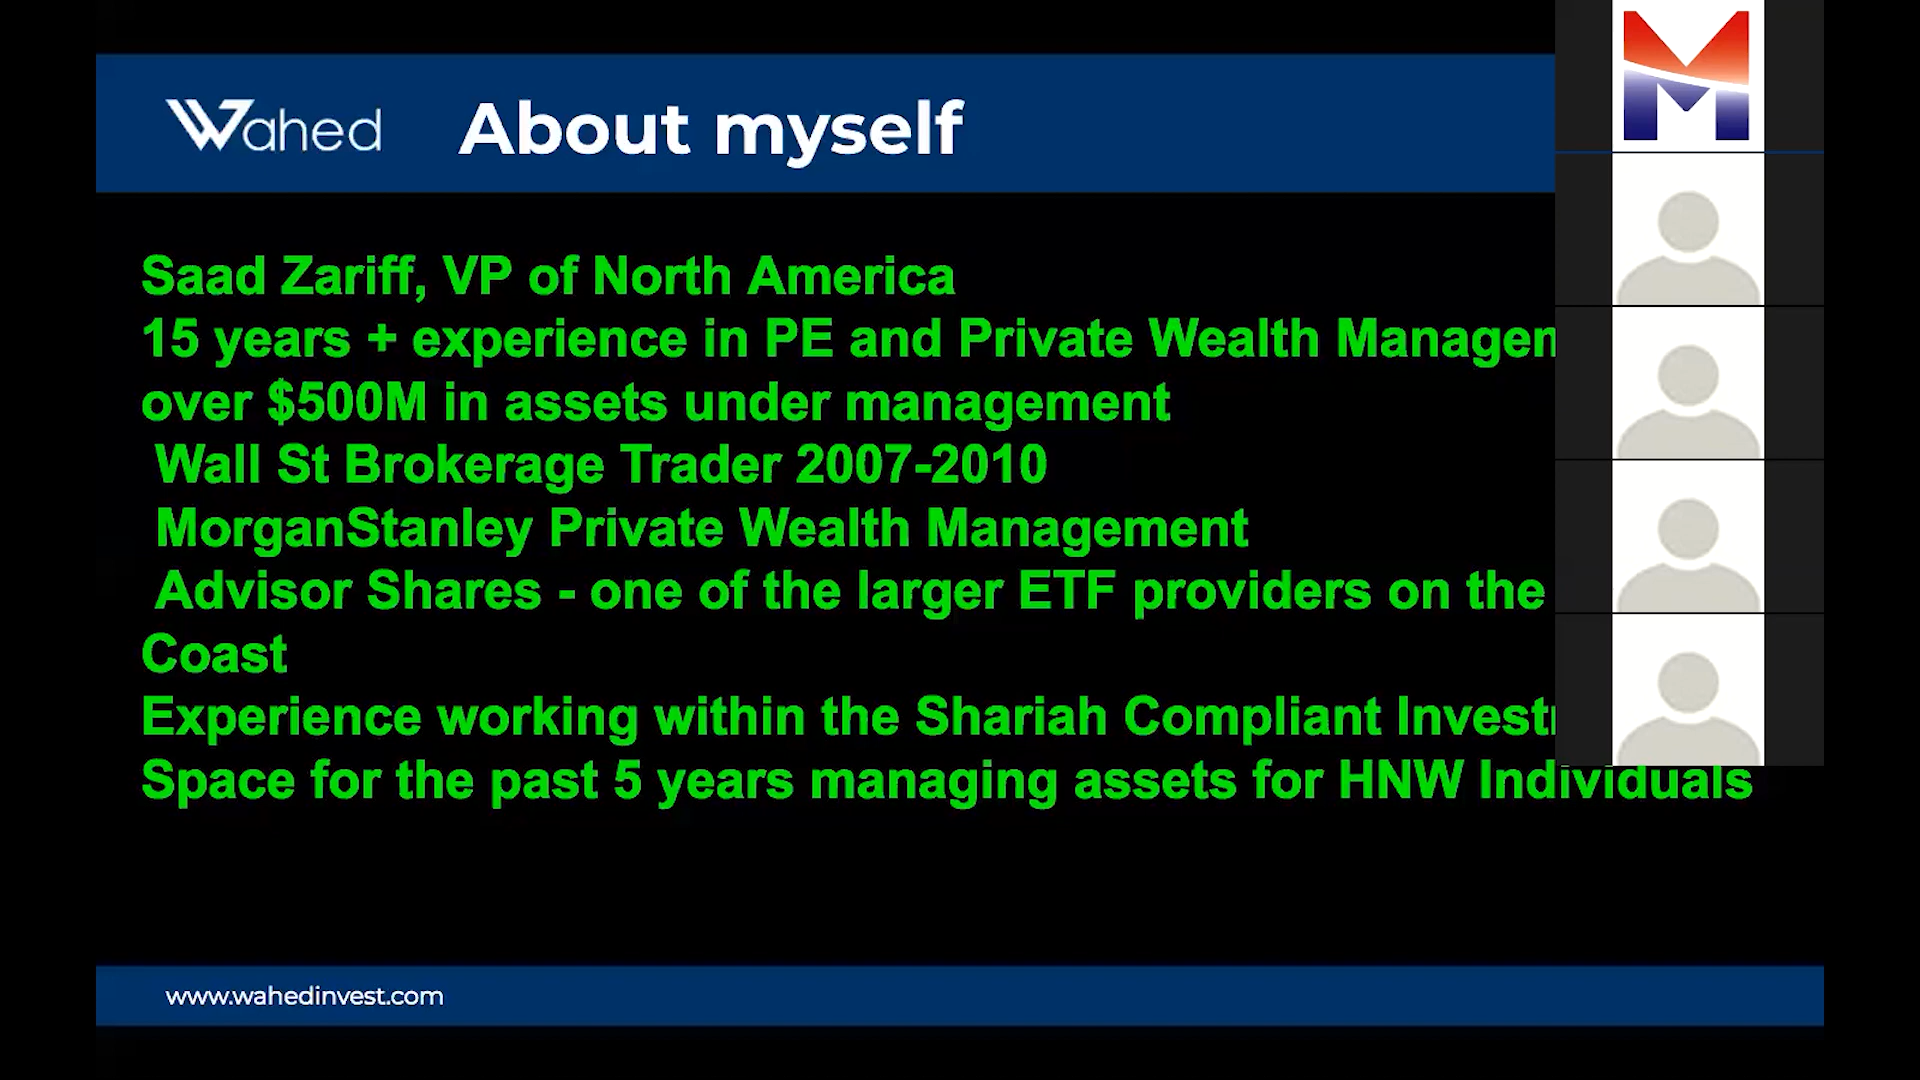 Wahed
About myself
Saad Zariff, VP of North America
15 years + experience in PE and Private Wealth
over $500M in assets under management
Wall St Brokerage Trader 2007-2010
MorganStanley Private Wealth Management
Advisor Shares - one of the larger ETF providers on the
Coast
Experience working within the Shariah Compliant
Space for the past 5 years managing assets for HNW Individuals
www.wahedinvest.com
M